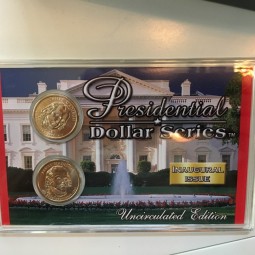 Presidential
Dollar Series
INAUGURAL
ISSUE
Uncirculated Edition